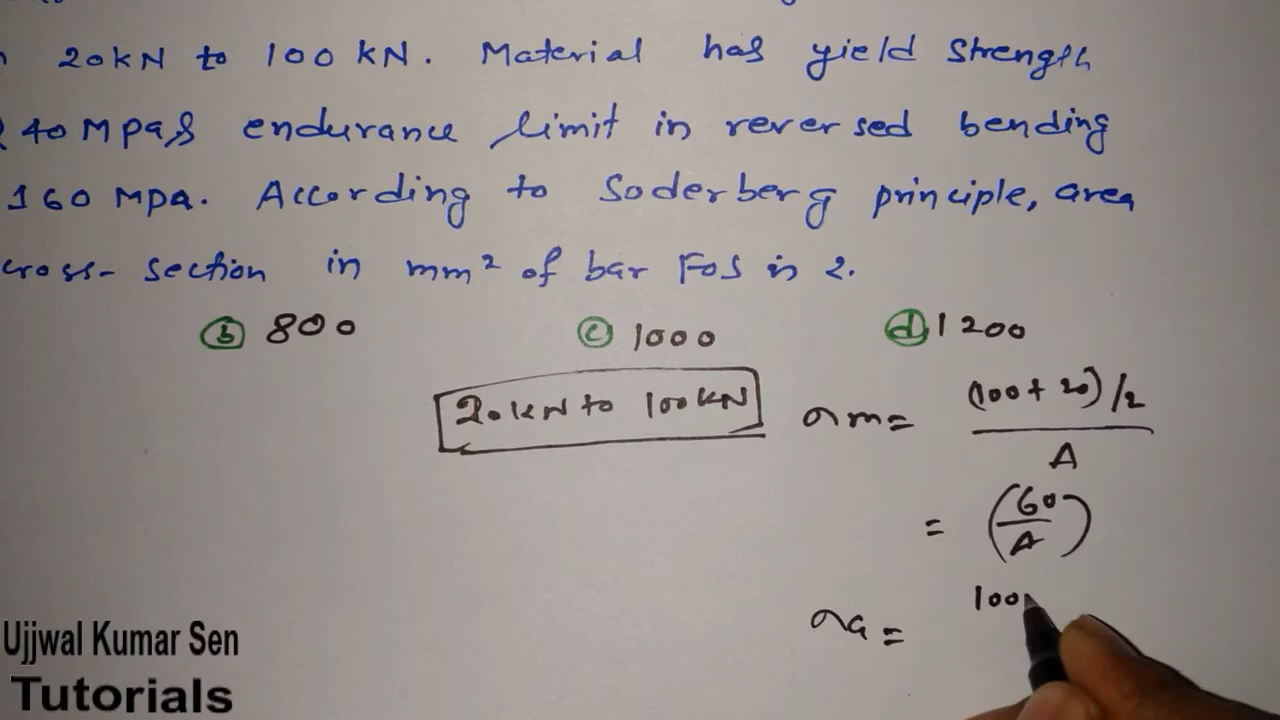 20kN to 100 kN. Material has yield strength
40 Mpa & endurance limit in reversed bending
160 Mpa. According to Soderberg principle, area
cross-section in mm² of bar FOS is 2.
b 800 c 1000 d 1200
20kN to 100kN
σm = (100+20)/2
A
= (60/A)
σa = 100
Ujjwal Kumar Sen
Tutorials